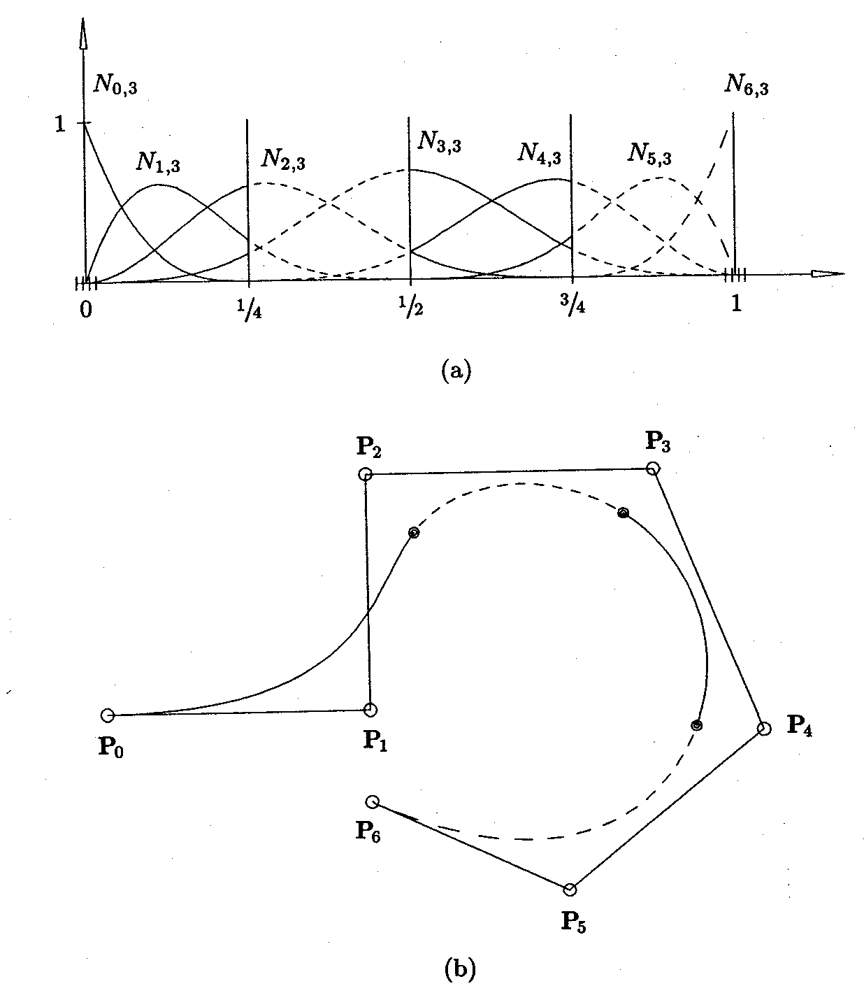 N0,3
N6,3
1
N1,3
N2,3
N3,3
N4,3
N5,3
0
1/4
1/2
3/4
1
(a)
P2
P3
P0
P1
P4
P6
P5
(b)